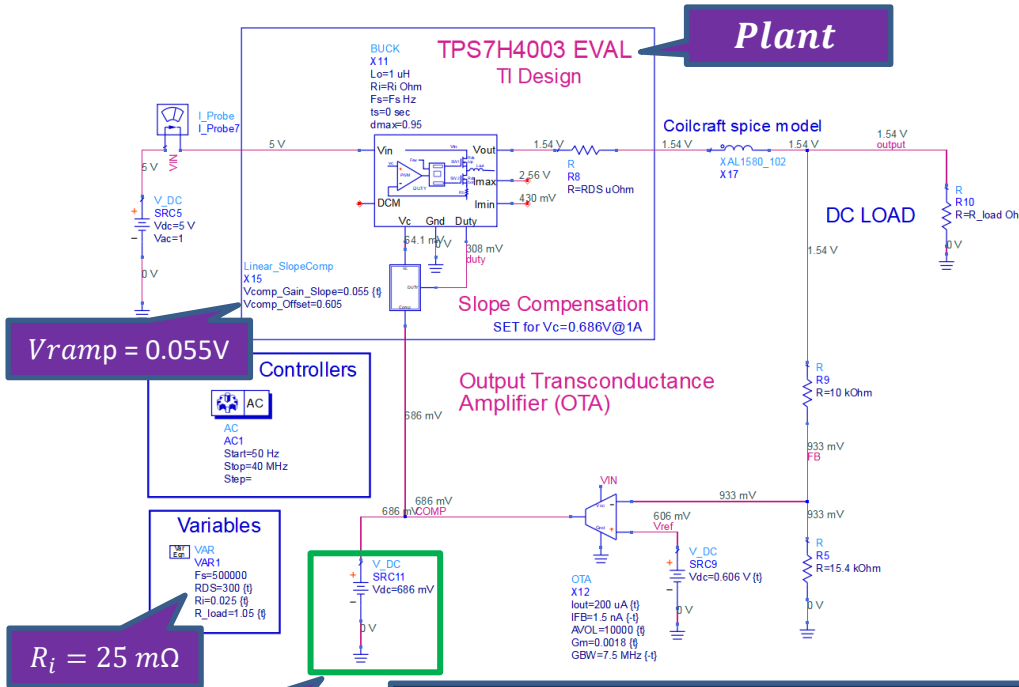 Plant
TPS7H4003 EVAL
TI Design
BUCK
X11
Lo=1 uH
Ri=Ri Ohm
Fs=Fs Hz
ts=0 sec
dmax=0.95
I_Probe
I_Probe7
VIN
5 V
5 V
V_DC
SRC5
Vdc=5 V
Vac=1
0 V
Vin
Vout
Imax
Imin
DCM
Vc
Gnd
Duty
DUTY
1.54 V
R
R8
R=RDS uOhm
2.56 V
430 mV
64.1 mV
0 V
308 mV
duty
Coilcraft spice model
1.54 V
1.54 V
XAL1580_102
X17
1.54 V
output
R
R10
R=R_load Oh
0 V
DC LOAD
1.54 V
Linear_SlopeComp
X15
Vcomp_Gain_Slope=0.055 {t}
Vcomp_Offset=0.605
Slope Compensation
SET for Vc=0.686V@1A
Vramp = 0.055V
Controllers
AC
AC
AC1
Start=50 Hz
Stop=40 MHz
Step=
Output Transconductance
Amplifier (OTA)
686 mV
R
R9
R=10 kOhm
933 mV
FB
933 mV
933 mV
686 mV
686 mV
COMP
VIN
606 mV
Vref
V_DC
SRC9
Vdc=0.606 V {t}
0 V
R
R5
R=15.4 kOhm
0 V
OTA
X12
Iout=200 uA {t}
IFB=1.5 nA {-t}
AVOL=10000 {t}
Gm=0.0018 {t}
GBW=7.5 MHz {-t}
V_DC
SRC11
Vdc=686 mV
0 V
Variables
Var
Eqn
VAR
VAR1
Fs=500000
RDS=300 {t}
Ri=0.025 {t}
R_load=1.05 {t}
Rᵢ = 25 mΩ